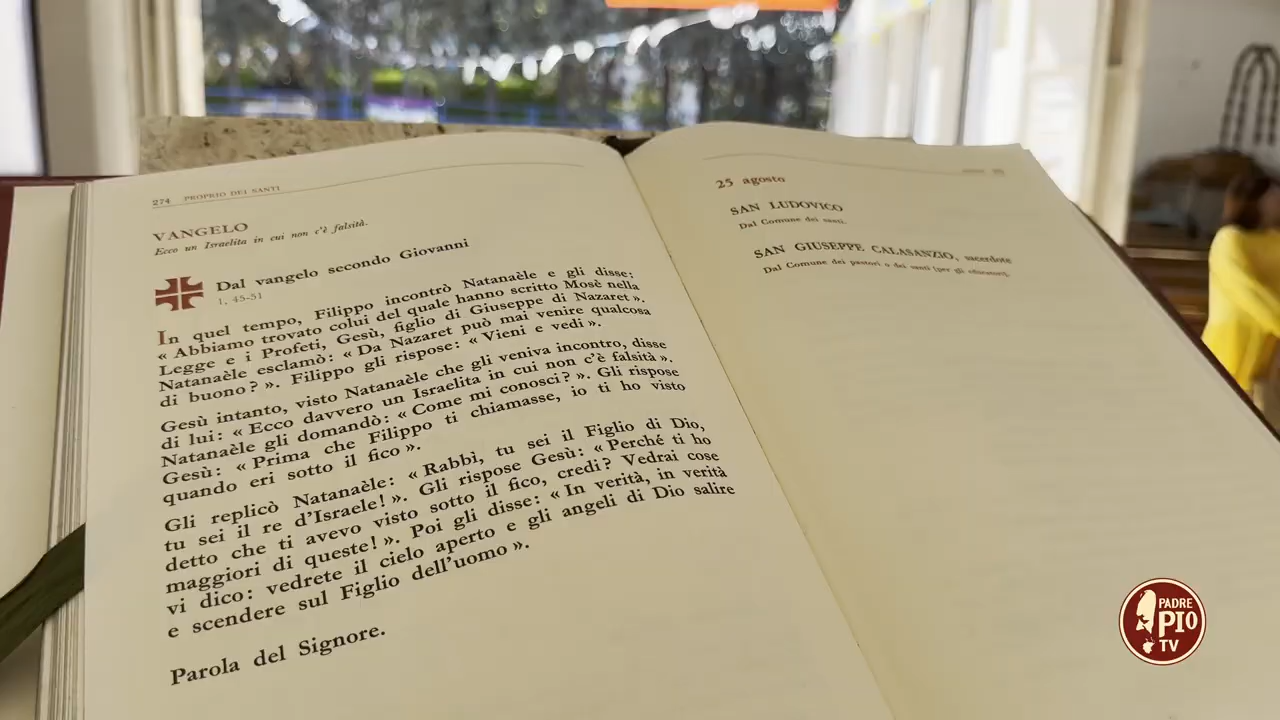 274 PROPRIO DEI SANTI
VANGELO
Ecco un Israelita in cui non c'è falsità.
Dal vangelo secondo Giovanni
1, 45-51
In quel tempo, Filippo incontrò Natanaèle e gli disse:
« Abbiamo trovato colui del quale hanno scritto Mosè nella
Legge e i Profeti, Gesù, figlio di Giuseppe di Nazaret ».
Natanaèle esclamò: « Da Nazaret può mai venire qualcosa
di buono? ». Filippo gli rispose: « Vieni e vedi ».
Gesù intanto, visto Natanaèle che gli veniva incontro, disse
di lui: « Ecco davvero un Israelita in cui non c'è falsità ».
Natanaèle gli domandò: « Come mi conosci? ». Gli rispose
Gesù: « Prima che Filippo ti chiamasse, io ti ho visto
quando eri sotto il fico ».
Gli replicò Natanaèle: « Rabbì, tu sei il Figlio di Dio,
tu sei il re d'Israele! ». Gli rispose Gesù: « Perché ti ho
detto che ti avevo visto sotto il fico, credi? Vedrai cose
maggiori di queste! ». Poi gli disse: « In verità, in verità
vi dico: vedrete il cielo aperto e gli angeli di Dio salire
e scendere sul Figlio dell'uomo ».
Parola del Signore.
25 agosto
SAN LUDOVICO
Dal Comune dei santi.
SAN GIUSEPPE CALASANZIO, sacerdote
Dal Comune dei pastori o dei santi (per gli educatori).
PADRE
PIO
TV